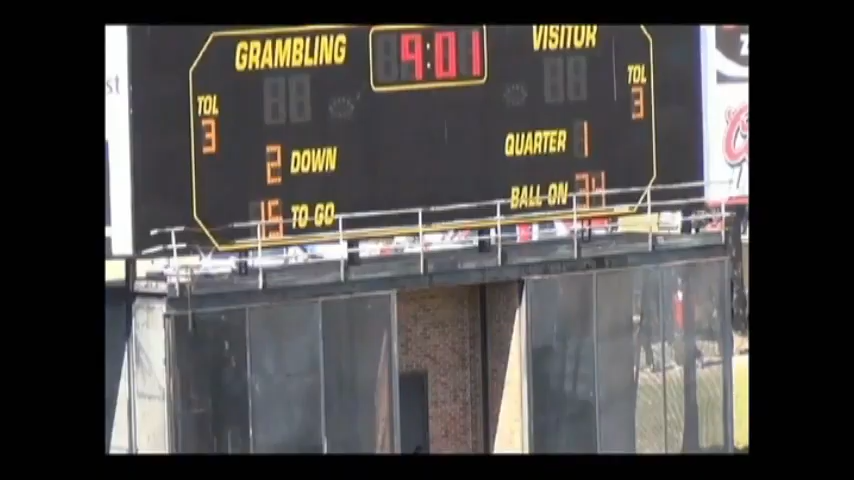 GRAMBLING 9:01 VISITOR
TOL TOL
3 3
2 DOWN QUARTER 1
15 TO GO BALL ON 34